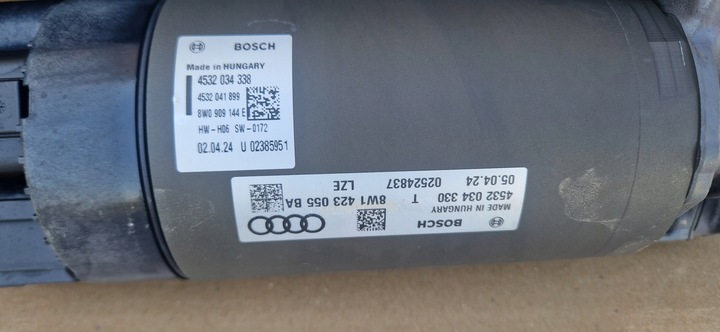 BOSCH
Made in HUNGARY
4532 034 338
4532 041 899
8W0 909 144 E
HW-H06 SW-0172
02.04.24 U 02385951
BOSCH
MADE IN HUNGARY
4532 034 330
05.04.24
T
02524837
8W1 423 055 BA
LZE